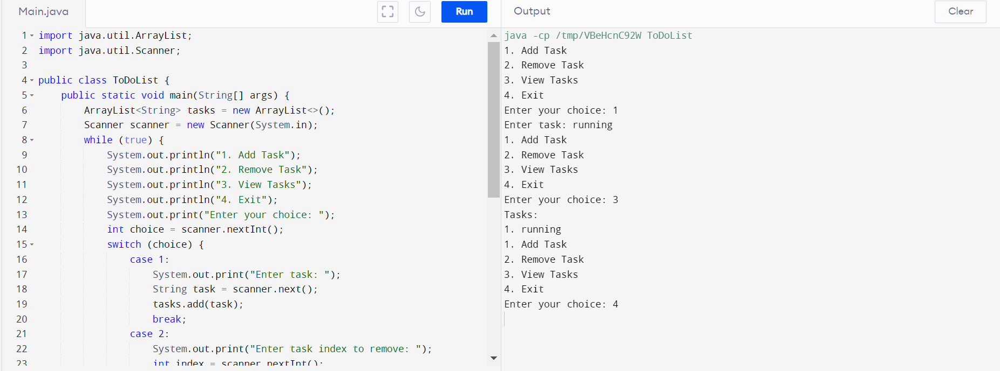 Main.java
Run
Output
Clear
1 import java.util.ArrayList;
2 import java.util.Scanner;
3
4 public class ToDoList {
5     public static void main(String[] args) {
6         ArrayList<String> tasks = new ArrayList<>();
7         Scanner scanner = new Scanner(System.in);
8         while (true) {
9             System.out.println("1. Add Task");
10             System.out.println("2. Remove Task");
11             System.out.println("3. View Tasks");
12             System.out.println("4. Exit");
13             System.out.print("Enter your choice: ");
14             int choice = scanner.nextInt();
15             switch (choice) {
16                 case 1:
17                     System.out.print("Enter task: ");
18                     String task = scanner.next();
19                     tasks.add(task);
20                     break;
21                 case 2:
22                     System.out.print("Enter task index to remove: ");
23                     int index = scanner.nextInt();
java -cp /tmp/VBeHcnC92W ToDoList
1. Add Task
2. Remove Task
3. View Tasks
4. Exit
Enter your choice: 1
Enter task: running
1. Add Task
2. Remove Task
3. View Tasks
4. Exit
Enter your choice: 3
Tasks:
1. running
1. Add Task
2. Remove Task
3. View Tasks
4. Exit
Enter your choice: 4